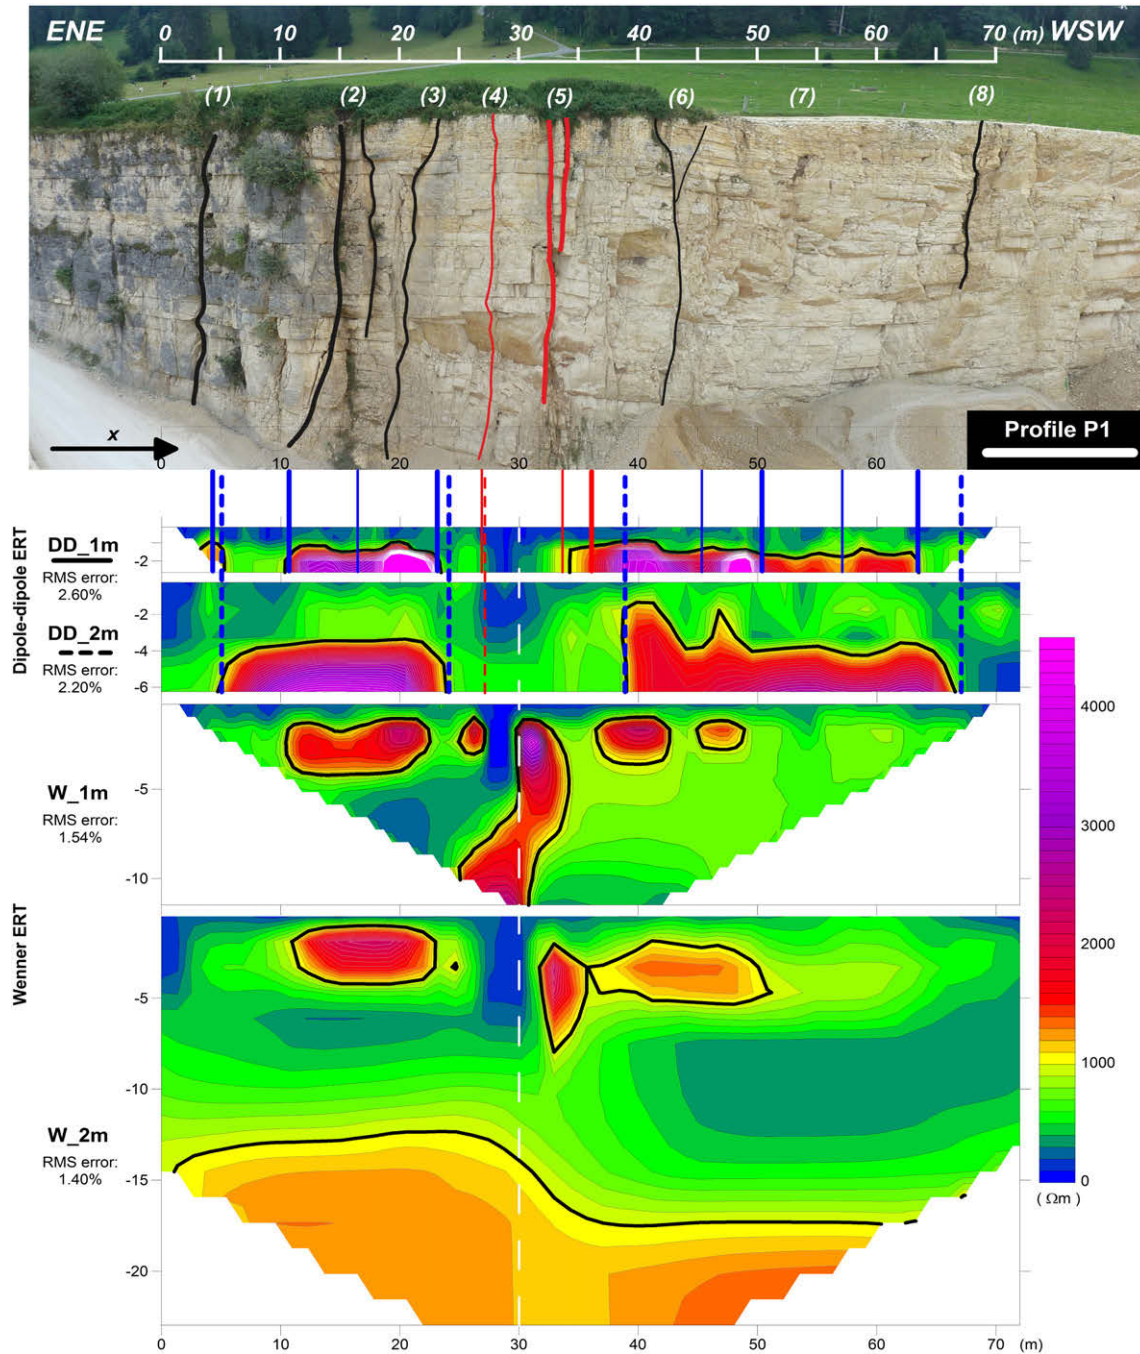 ENE 0 10 20 30 40 50 60 70 (m) WSW
(1) (2) (3) (4) (5) (6) (7) (8)
x
Profile P1
0 10 20 30 40 50 60
Dipole-dipole ERT
DD_1m
RMS error:
2.60%
-2
DD_2m
RMS error:
2.20%
-2
-4
-6
Wenner ERT
W_1m
RMS error:
1.54%
-5
-10
W_2m
RMS error:
1.40%
-5
-10
-15
-20
0 10 20 30 40 50 60 70 (m)
4000
3000
2000
1000
0
( Ωm )